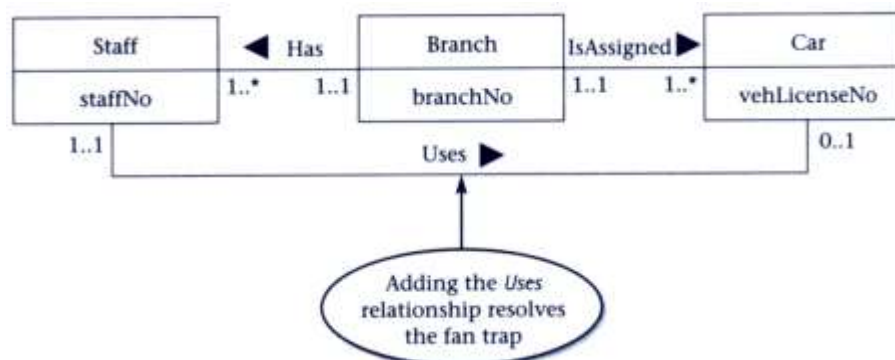 Staff ◀ Has Branch IsAssigned ▶ Car
staffNo 1..* 1..1 branchNo 1..1 1..* vehLicenseNo
1..1 Uses ▶ 0..1
Adding the Uses
relationship resolves
the fan trap